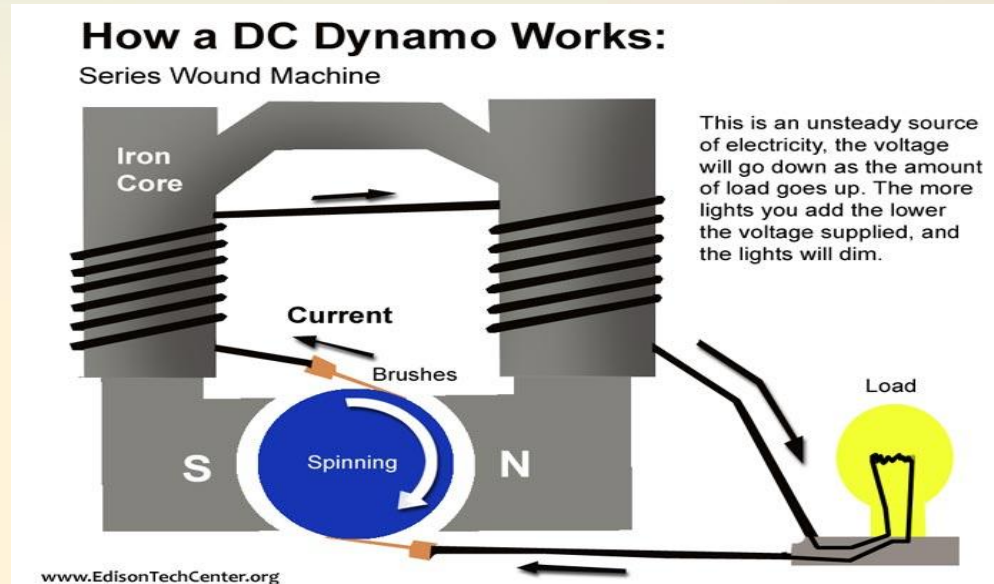 How a DC Dynamo Works:
Series Wound Machine
This is an unsteady source
of electricity, the voltage
will go down as the amount
of load goes up. The more
lights you add the lower
the voltage supplied, and
the lights will dim.
Iron
Core
Current
Brushes
Load
S
Spinning
N
www.EdisonTechCenter.org